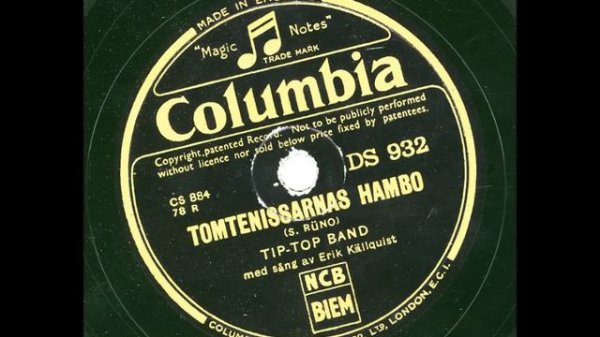 MADE IN
"Magic Notes"
TRADE MARK
Columbia
Copyright, patented Record. Not to be publicly performed
without licence nor sold below price fixed by patentees.
DS 932
CS 884
78 R
TOMTENISSARNAS HAMBO
(S. RÜNO)
TIP-TOP BAND
med sång av Erik Källquist
NCB
BIEM
LTD, LONDON, E.C.1.